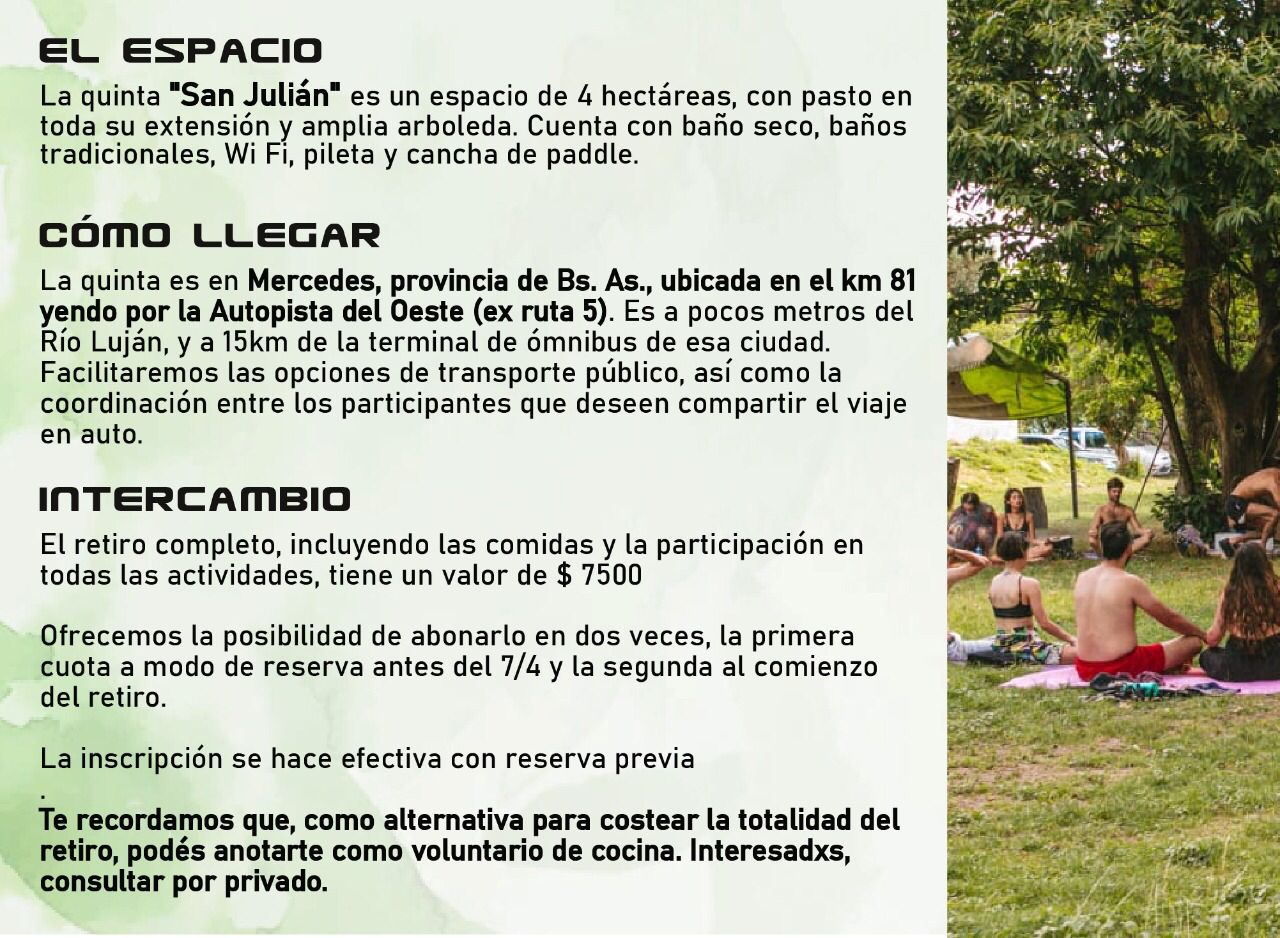 EL ESPACIO
La quinta "San Julián" es un espacio de 4 hectáreas, con pasto en
toda su extensión y amplia arboleda. Cuenta con baño seco, baños
tradicionales, Wi Fi, pileta y cancha de paddle.
CÓMO LLEGAR
La quinta es en Mercedes, provincia de Bs. As., ubicada en el km 81
yendo por la Autopista del Oeste (ex ruta 5). Es a pocos metros del
Río Luján, y a 15km de la terminal de ómnibus de esa ciudad.
Facilitaremos las opciones de transporte público, así como la
coordinación entre los participantes que deseen compartir el viaje
en auto.
INTERCAMBIO
El retiro completo, incluyendo las comidas y la participación en
todas las actividades, tiene un valor de $ 7500
Ofrecemos la posibilidad de abonarlo en dos veces, la primera
cuota a modo de reserva antes del 7/4 y la segunda al comienzo
del retiro.
La inscripción se hace efectiva con reserva previa
.
Te recordamos que, como alternativa para costear la totalidad del
retiro, podés anotarte como voluntario de cocina. Interesadxs,
consultar por privado.